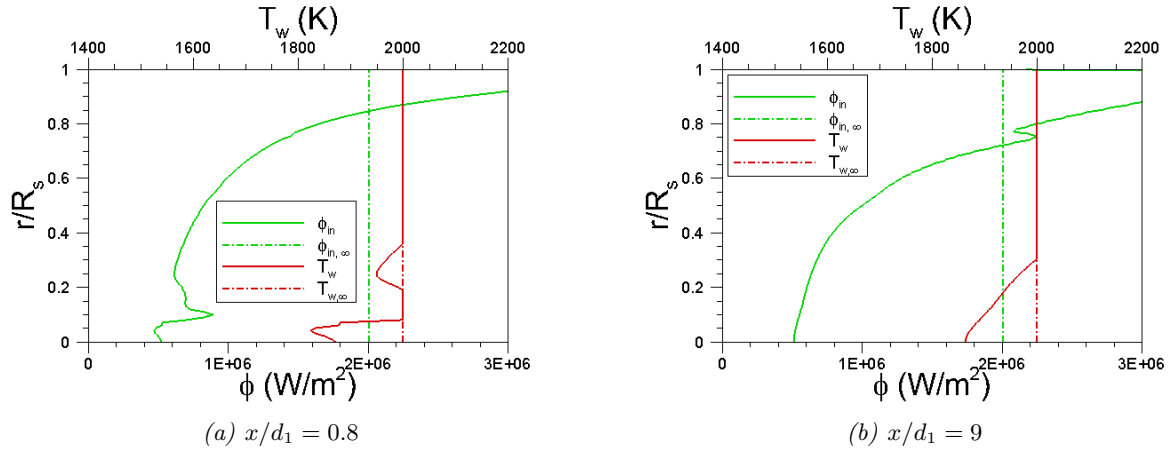 T_w (K)
1400 1600 1800 2000 2200
r/R_s
1
0.8
0.6
0.4
0.2
0
ϕ_in
ϕ_in, ∞
T_w
T_w,∞
0 1E+06 2E+06 3E+06
ϕ (W/m²)
(a) x/d₁ = 0.8
T_w (K)
1400 1600 1800 2000 2200
r/R_s
1
0.8
0.6
0.4
0.2
0
ϕ_in
ϕ_in, ∞
T_w
T_w,∞
0 1E+06 2E+06 3E+06
ϕ (W/m²)
(b) x/d₁ = 9